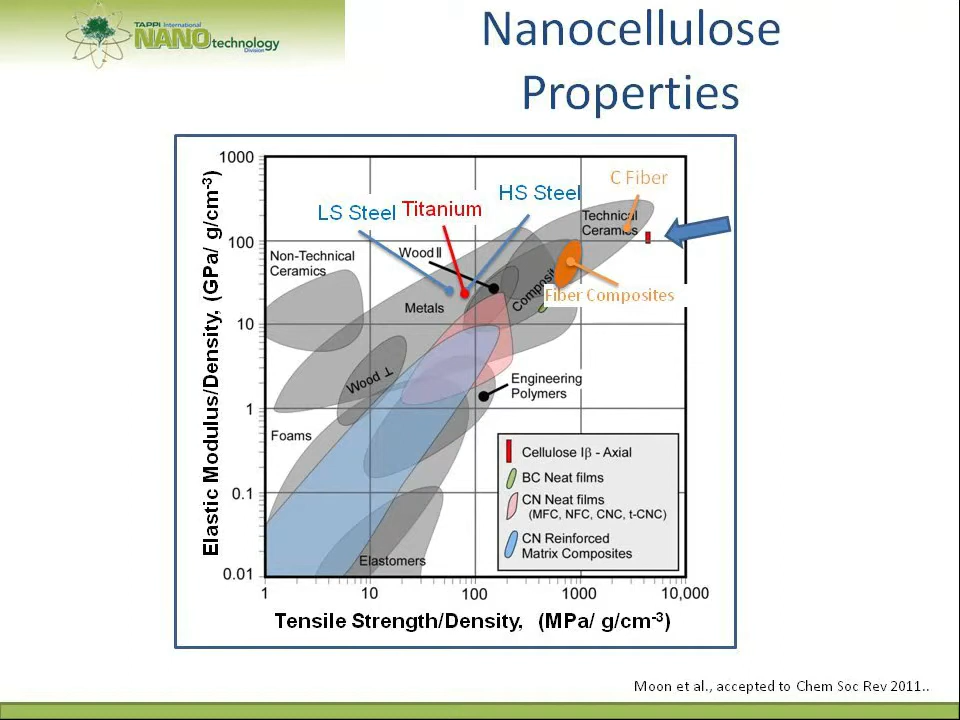 TAPPI International
NANOtechnology
Division
Nanocellulose
Properties
1000
100
10
1
0.1
0.01
Elastic Modulus/Density, (GPa/ g/cm-3)
C Fiber
HS Steel
LS Steel
Titanium
Technical
Ceramics
Wood ǁ
Non-Technical
Ceramics
Fiber Composites
Metals
Wood ⊥
Engineering
Polymers
Foams
Elastomers
Cellulose Iβ - Axial
BC Neat films
CN Neat films
(MFC, NFC, CNC, t-CNC)
CN Reinforced
Matrix Composites
1
10
100
1000
10,000
Tensile Strength/Density, (MPa/ g/cm-3)
Moon et al., accepted to Chem Soc Rev 2011..